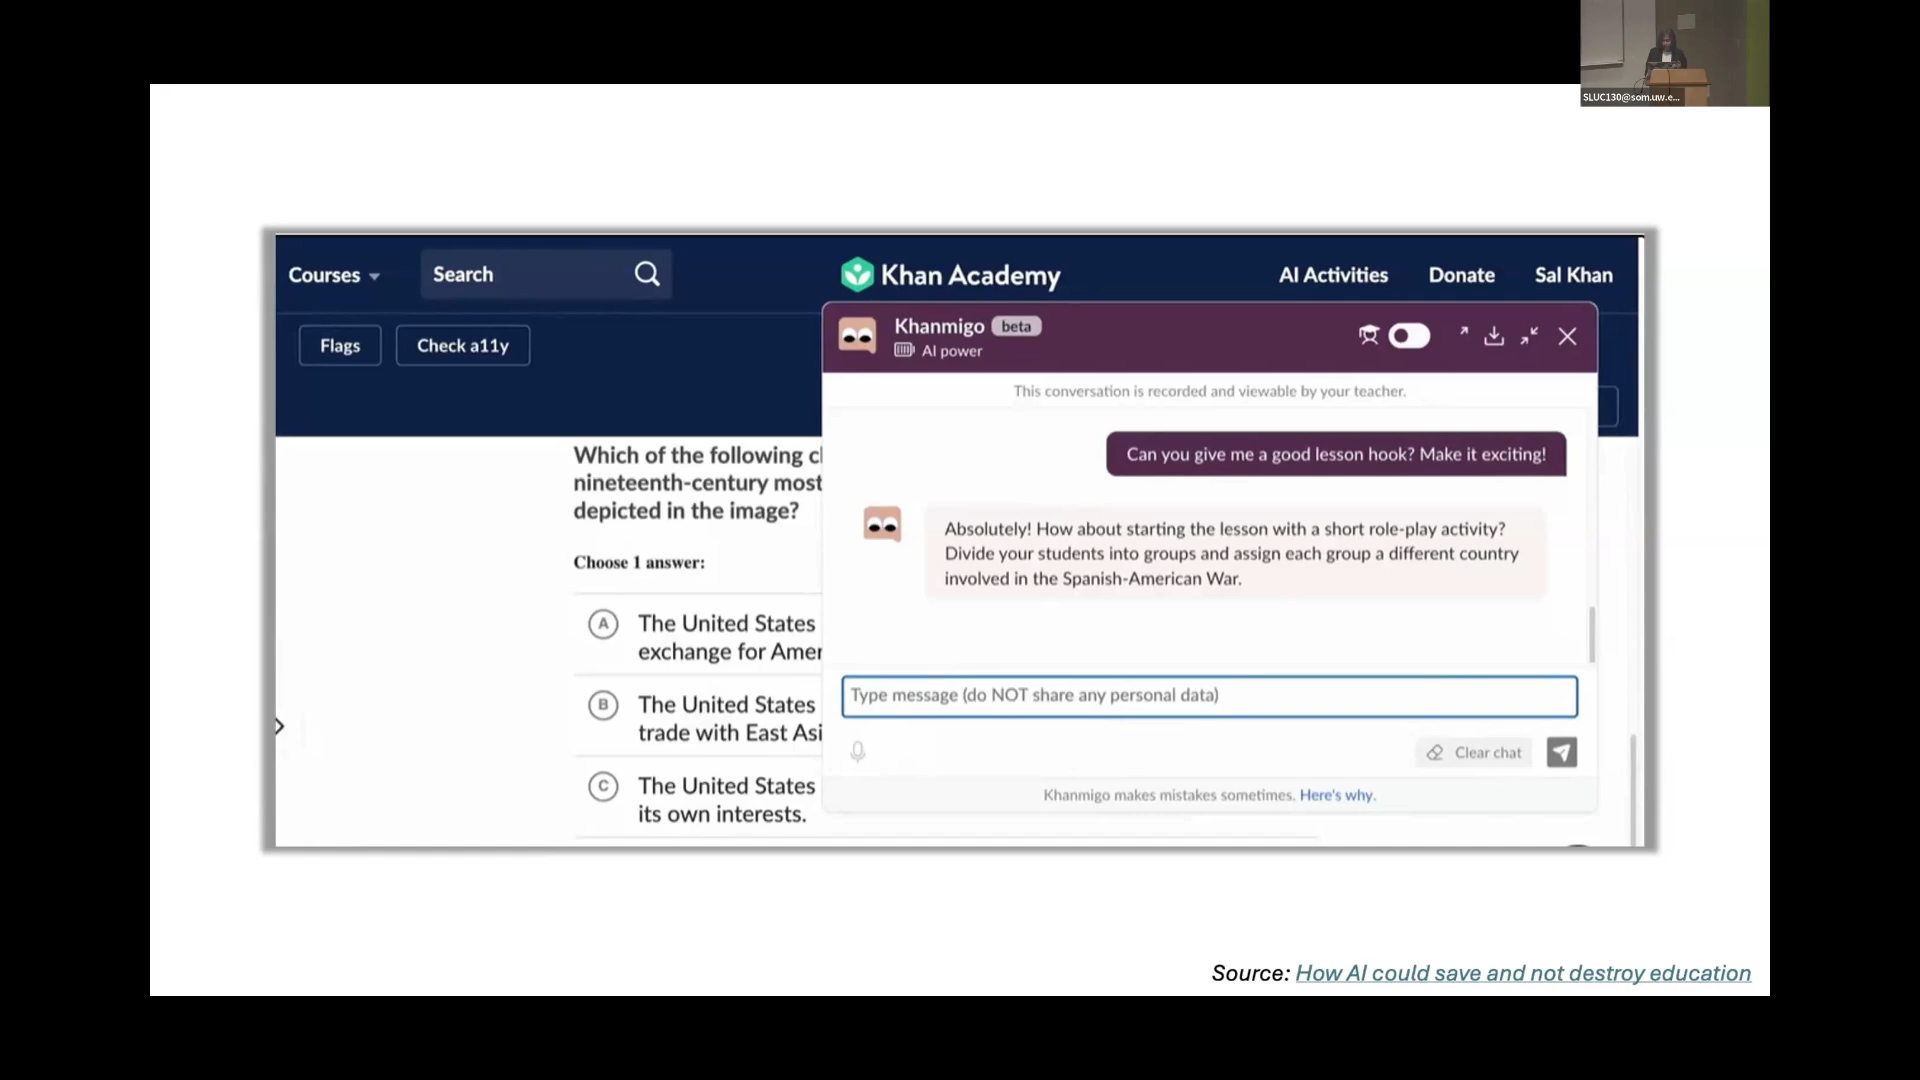 SLUC130@som.uw.e...
Courses
Search
Khan Academy
AI Activities
Donate
Sal Khan
Flags
Check a11y
Khanmigo beta
AI power
This conversation is recorded and viewable by your teacher.
Can you give me a good lesson hook? Make it exciting!
Absolutely! How about starting the lesson with a short role-play activity?
Divide your students into groups and assign each group a different country
involved in the Spanish-American War.
Type message (do NOT share any personal data)
Clear chat
Khanmigo makes mistakes sometimes. Here's why.
Which of the following
nineteenth-century most
depicted in the image?
Choose 1 answer:
A
The United States
exchange for
B
The United States
trade with East
C
The United States
its own interests.
Source: How AI could save and not destroy education